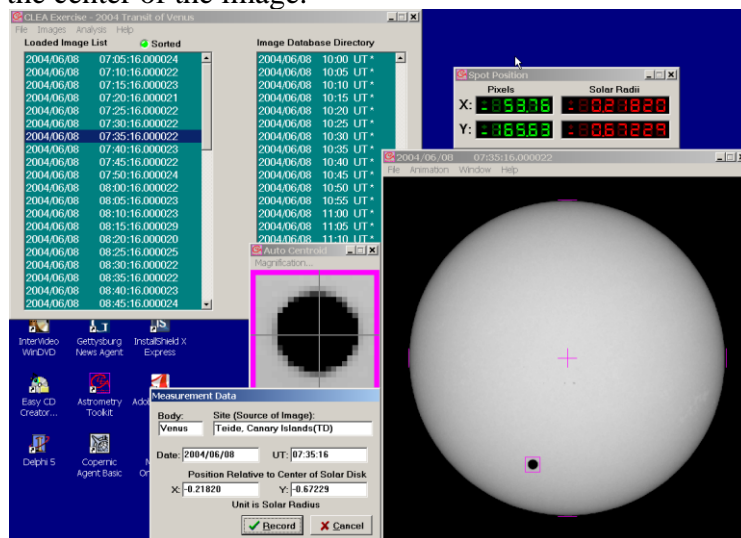 the center of the image.
CLEA Exercise - 2004 Transit of Venus
File Images Analysis Help
Loaded Image List
Sorted
2004/06/08 07:05:16.000024
2004/06/08 07:10:16.000022
2004/06/08 07:15:16.000023
2004/06/08 07:20:16.000021
2004/06/08 07:25:16.000022
2004/06/08 07:30:16.000022
2004/06/08 07:35:16.000022
2004/06/08 07:40:16.000023
2004/06/08 07:45:16.000022
2004/06/08 07:50:16.000024
2004/06/08 08:00:16.000022
2004/06/08 08:05:16.000023
2004/06/08 08:10:16.000023
2004/06/08 08:15:16.000029
2004/06/08 08:20:16.000020
2004/06/08 08:25:16.000025
2004/06/08 08:30:16.000022
2004/06/08 08:35:16.000022
2004/06/08 08:40:16.000023
2004/06/08 08:45:16.000024
Image Database Directory
2004/06/08 10:00 UT *
2004/06/08 10:05 UT *
2004/06/08 10:10 UT *
2004/06/08 10:15 UT *
2004/06/08 10:20 UT *
2004/06/08 10:25 UT *
2004/06/08 10:30 UT *
2004/06/08 10:35 UT *
2004/06/08 10:40 UT *
2004/06/08 10:45 UT *
2004/06/08 10:50 UT *
2004/06/08 10:55 UT *
2004/06/08 11:00 UT *
2004/06/08 11:05 UT *
2004/06/08 11:10 UT *
Spot Position
Pixels Solar Radii
X: -53.76 -0.21820
Y: -165.63 -0.67229
2004/06/08 07:35:16.000022
File Animation Window Help
Auto Centroid
Magnification...
InterVideo WinDVD
Gettysburg News Agent
InstallShield X Express
Easy CD Creator...
Astrometry Toolkit
Delphi 5
Copernic Agent Basic
Measurement Data
Body: Site (Source of Image):
Venus Teide, Canary Islands(TD)
Date: 2004/06/08 UT: 07:35:16
Position Relative to Center of Solar Disk
X: -0.21820 Y: -0.67229
Unit is Solar Radius
Record Cancel